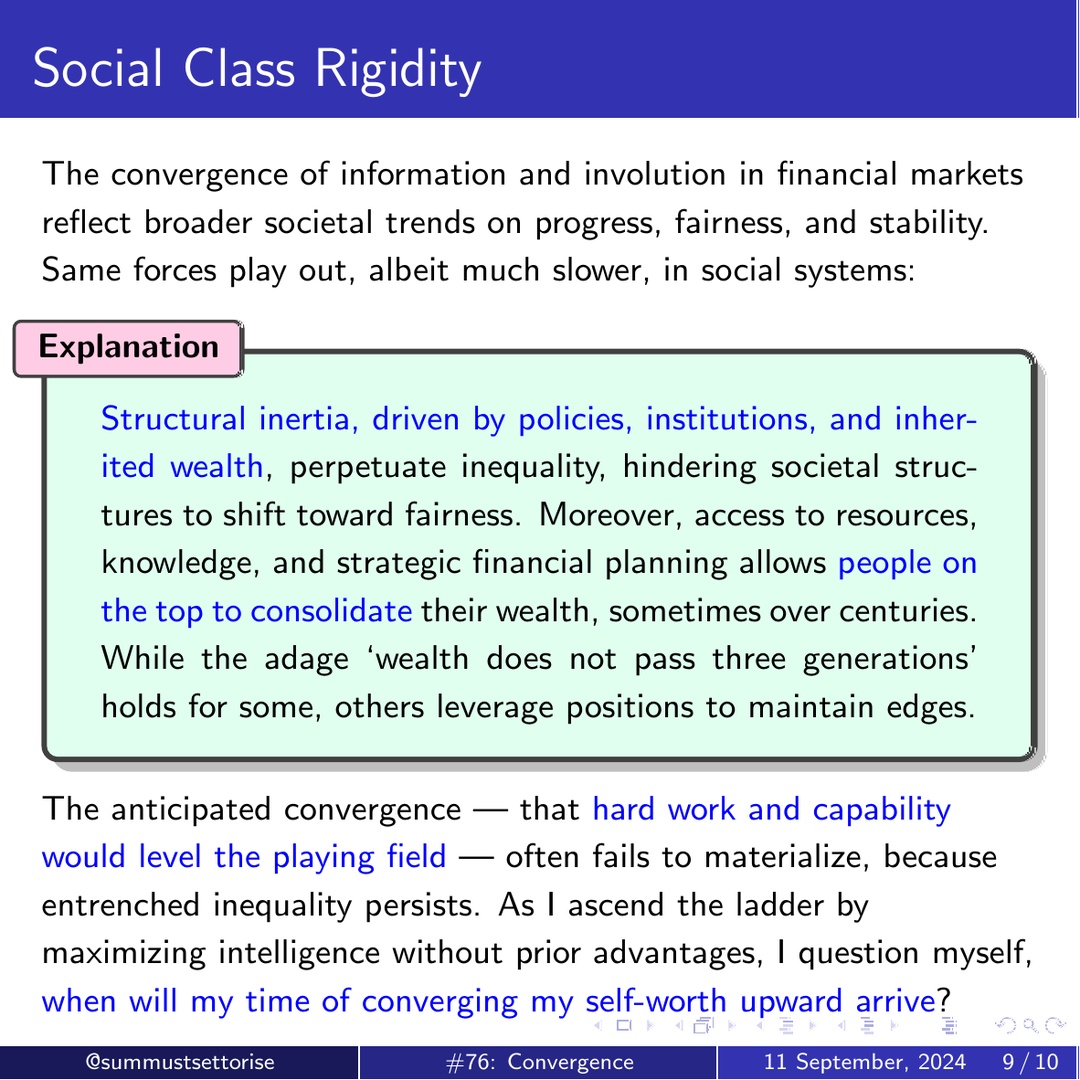 Social Class Rigidity
The convergence of information and involution in financial markets
reflect broader societal trends on progress, fairness, and stability.
Same forces play out, albeit much slower, in social systems:
Explanation
Structural inertia, driven by policies, institutions, and inher-
ited wealth, perpetuate inequality, hindering societal struc-
tures to shift toward fairness. Moreover, access to resources,
knowledge, and strategic financial planning allows people on
the top to consolidate their wealth, sometimes over centuries.
While the adage ‘wealth does not pass three generations’
holds for some, others leverage positions to maintain edges.
The anticipated convergence — that hard work and capability
would level the playing field — often fails to materialize, because
entrenched inequality persists. As I ascend the ladder by
maximizing intelligence without prior advantages, I question myself,
when will my time of converging my self-worth upward arrive?
@summustsettorise #76: Convergence 11 September, 2024 9 / 10